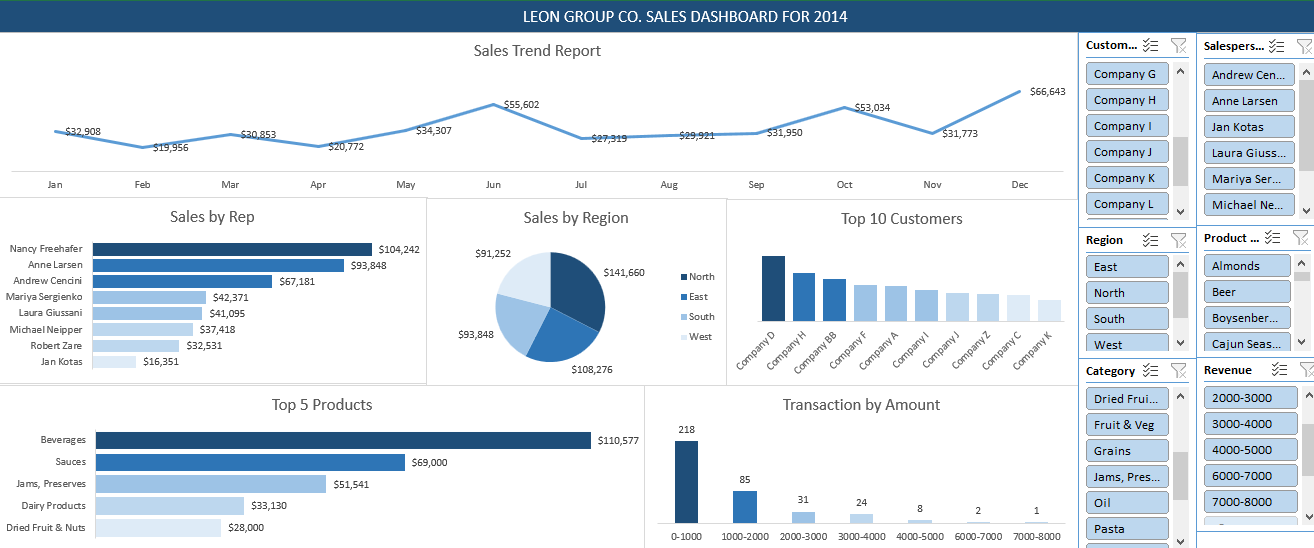 LEON GROUP CO. SALES DASHBOARD FOR 2014
Sales Trend Report
$32,908
$19,956
$30,853
$20,772
$34,307
$55,602
$27,319
$29,921
$31,950
$53,034
$31,773
$66,643
Jan Feb Mar Apr May Jun Jul Aug Sep Oct Nov Dec
Sales by Rep
Nancy Freehafer $104,242
Anne Larsen $93,848
Andrew Cencini $67,181
Mariya Sergienko $42,371
Laura Giussani $41,095
Michael Neipper $37,418
Robert Zare $32,531
Jan Kotas $16,351
Sales by Region
$91,252
$141,660
$93,848
$108,276
North
East
South
West
Top 10 Customers
Company D
Company H
Company BB
Company F
Company A
Company I
Company J
Company Z
Company C
Company K
Top 5 Products
Beverages $110,577
Sauces $69,000
Jams, Preserves $51,541
Dairy Products $33,130
Dried Fruit & Nuts $28,000
Transaction by Amount
218
85
31
24
8
2
1
0-1000 1000-2000 2000-3000 3000-4000 4000-5000 6000-7000 7000-8000
Custom...
Company G
Company H
Company I
Company J
Company K
Company L
Salespers...
Andrew Cen...
Anne Larsen
Jan Kotas
Laura Giuss...
Mariya Ser...
Michael Ne...
Region
East
North
South
West
Product ...
Almonds
Beer
Boysenber...
Cajun Seas...
Category
Dried Frui...
Fruit & Veg
Grains
Jams, Pres...
Oil
Pasta
Revenue
2000-3000
3000-4000
4000-5000
6000-7000
7000-8000